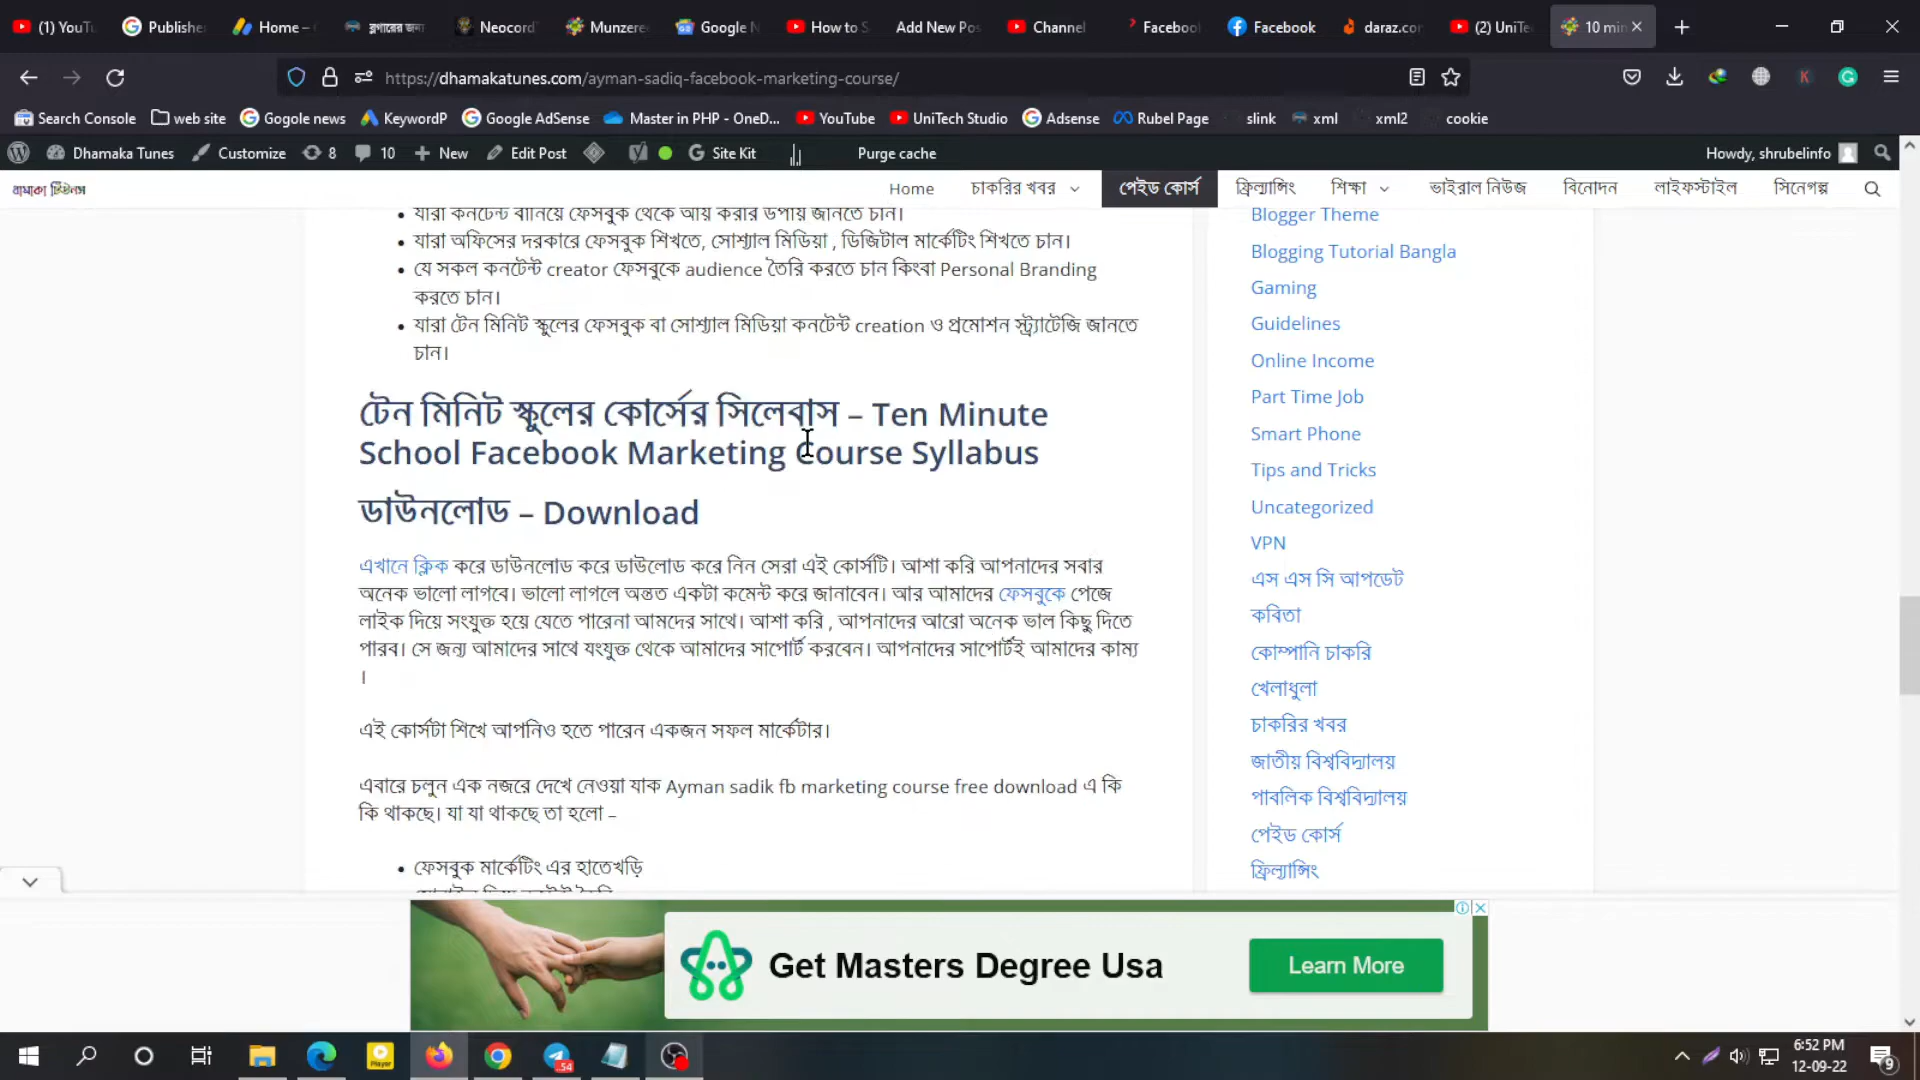 (1) YouTu
Publishe
Home –
ব্লগারের জন্য
Neocord
Munzere
Google N
How to S
Add New Pos
Channel
Faceboo
Facebook
daraz.co
(2) UniTe
10 min
https://dhamakatunes.com/ayman-sadiq-facebook-marketing-course/
Search Console
web site
Gogole news
KeywordP
Google AdSense
Master in PHP - OneD...
YouTube
UniTech Studio
Adsense
Rubel Page
slink
xml
xml2
cookie
Dhamaka Tunes
Customize
8
10
New
Edit Post
Site Kit
Purge cache
Howdy, shrubelinfo
ধামাকা টিউনস
Home
চাকরির খবর
পেইড কোর্স
ফ্রিল্যান্সিং
শিক্ষা
ভাইরাল নিউজ
বিনোদন
লাইফস্টাইল
সিনেগল্প
যারা কনটেন্ট বানিয়ে ফেসবুক থেকে আয় করার উপায় জানতে চান।
যারা অফিসের দরকারে ফেসবুক শিখতে, সোশ্যাল মিডিয়া , ডিজিটাল মার্কেটিং শিখতে চান।
যে সকল কনটেন্ট creator ফেসবুকে audience তৈরি করতে চান কিংবা Personal Branding
করতে চান।
যারা টেন মিনিট স্কুলের ফেসবুক বা সোশ্যাল মিডিয়া কনটেন্ট creation ও প্রমোশন স্ট্র্যাটেজি জানতে
চান।
টেন মিনিট স্কুলের কোর্সের সিলেবাস – Ten Minute
School Facebook Marketing Course Syllabus
ডাউনলোড – Download
এখানে ক্লিক করে ডাউনলোড করে ডাউলোড করে নিন সেরা এই কোর্সটি। আশা করি আপনাদের সবার
অনেক ভালো লাগবে। ভালো লাগলে অন্তত একটা কমেন্ট করে জানাবেন। আর আমাদের ফেসবুকে পেজে
লাইক দিয়ে সংযুক্ত হয়ে যেতে পারেনা আমদের সাথে। আশা করি , আপনাদের আরো অনেক ভাল কিছু দিতে
পারব। সে জন্য আমাদের সাথে যংযুক্ত থেকে আমাদের সাপোর্ট করবেন। আপনাদের সাপোর্টই আমাদের কাম্য
।
এই কোর্সটা শিখে আপনিও হতে পারেন একজন সফল মার্কেটার।
এবারে চলুন এক নজরে দেখে নেওয়া যাক Ayman sadik fb marketing course free download এ কি
কি থাকছে। যা যা থাকছে তা হলো –
ফেসবুক মার্কেটিং এর হাতেখড়ি
Blogger Theme
Blogging Tutorial Bangla
Gaming
Guidelines
Online Income
Part Time Job
Smart Phone
Tips and Tricks
Uncategorized
VPN
এস এস সি আপডেট
কবিতা
কোম্পানি চাকরি
খেলাধুলা
চাকরির খবর
জাতীয় বিশ্ববিদ্যালয়
পাবলিক বিশ্ববিদ্যালয়
পেইড কোর্স
ফ্রিল্যান্সিং
Get Masters Degree Usa
Learn More
Player
54
6:52 PM
12-09-22
9